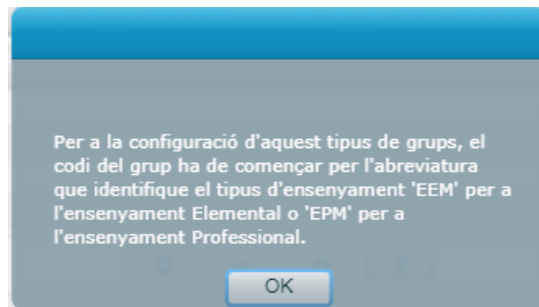 Per a la configuració d'aquest tipus de grups, el
codi del grup ha de començar per l'abreviatura
que identifique el tipus d'ensenyament 'EEM' per a
l'ensenyament Elemental o 'EPM' per a
l'ensenyament Professional.
OK